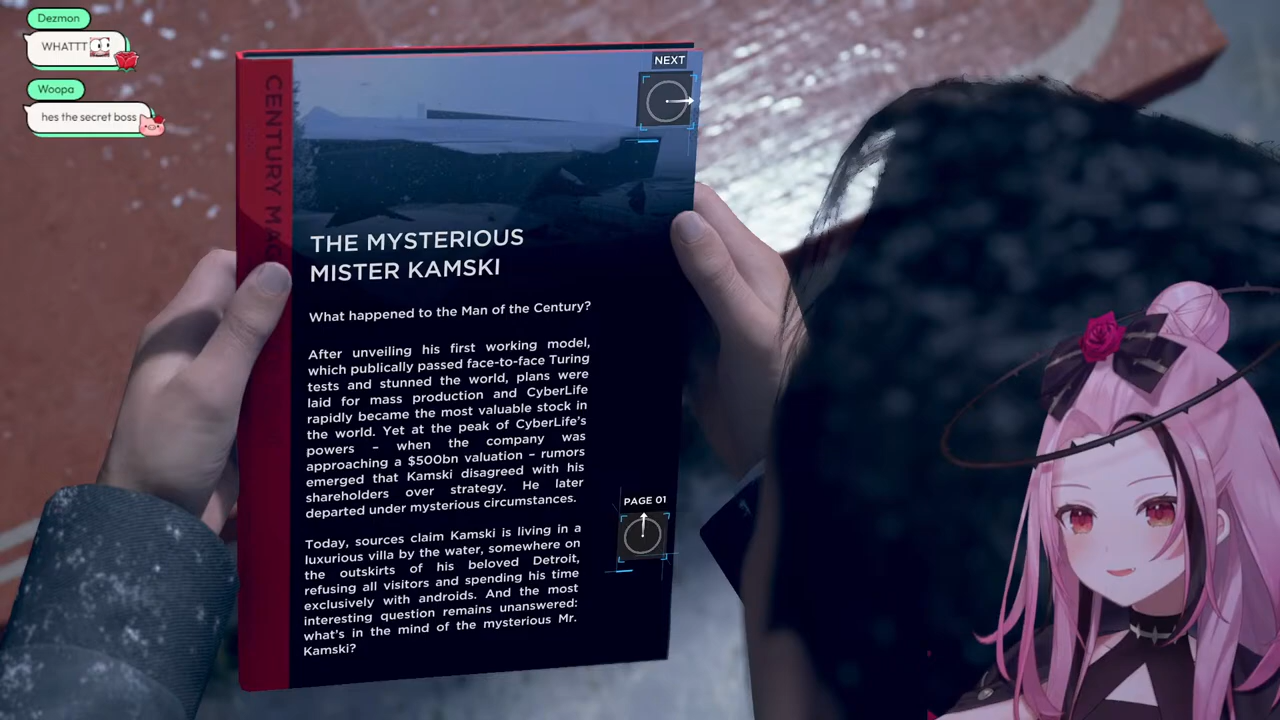 Dezmon
WHATTT
Woopa
hes the secret boss
CENTURY MAG
NEXT
THE MYSTERIOUS
MISTER KAMSKI
What happened to the Man of the Century?
After unveiling his first working model,
which publically passed face-to-face Turing
tests and stunned the world, plans were
laid for mass production and CyberLife
rapidly became the most valuable stock in
the world. Yet at the peak of CyberLife's
powers – when the company was
approaching a $500bn valuation – rumors
emerged that Kamski disagreed with his
shareholders over strategy. He later
departed under mysterious circumstances.
PAGE 01
Today, sources claim Kamski is living in a
luxurious villa by the water, somewhere on
the outskirts of his beloved Detroit,
refusing all visitors and spending his time
exclusively with androids. And the most
interesting question remains unanswered:
what's in the mind of the mysterious Mr.
Kamski?